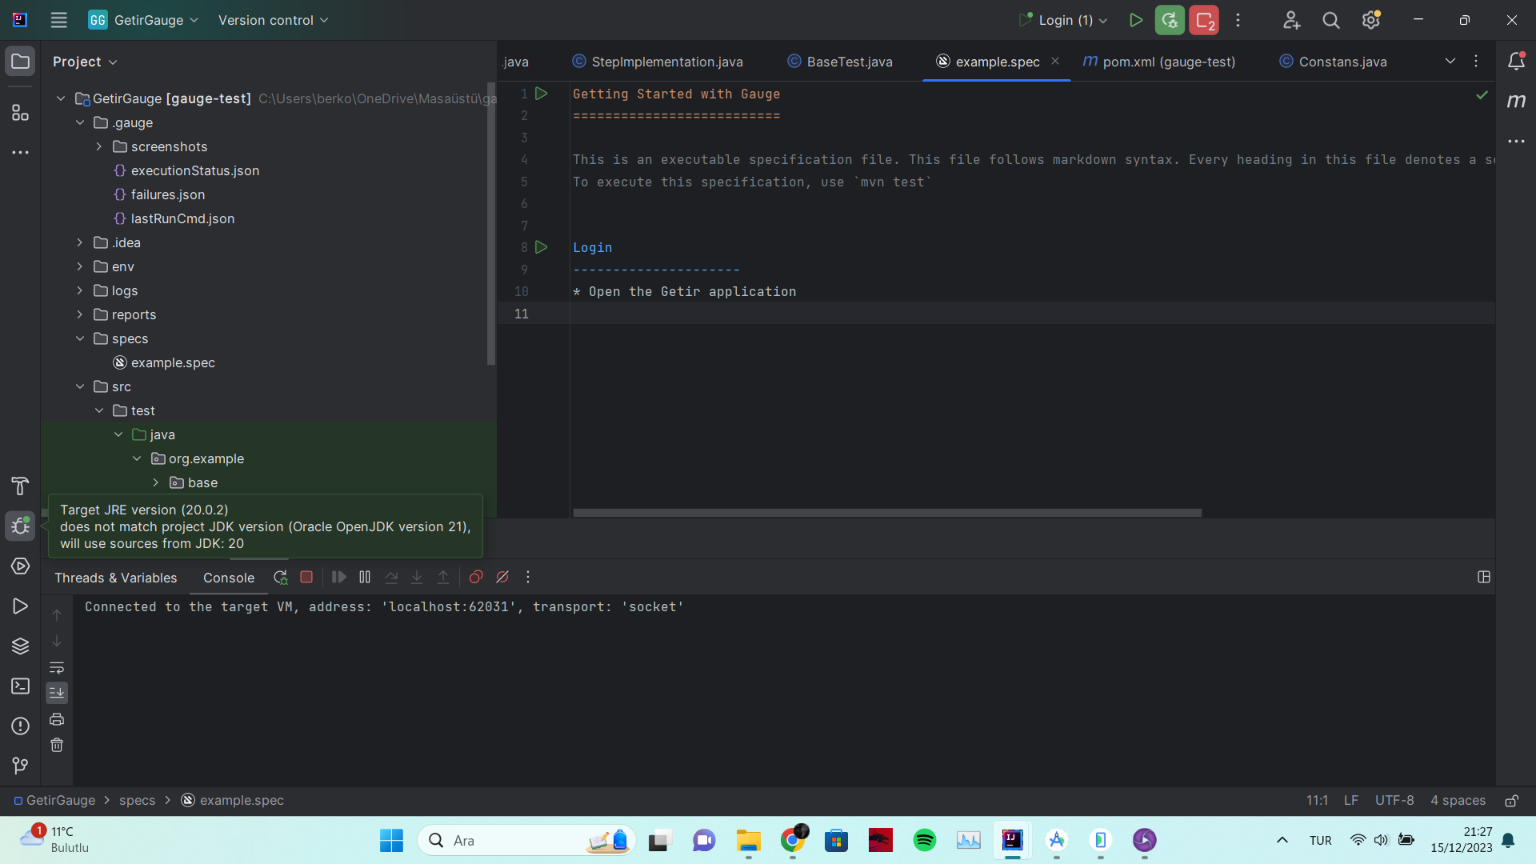 GG GetirGauge Version control Login (1) 2
Project
.java StepImplementation.java BaseTest.java example.spec m pom.xml (gauge-test) Constans.java
GetirGauge [gauge-test] C:\Users\berko\OneDrive\Masaüstü\ga
.gauge
screenshots
executionStatus.json
failures.json
lastRunCmd.json
.idea
env
logs
reports
specs
example.spec
src
test
java
org.example
base
Target JRE version (20.0.2)
does not match project JDK version (Oracle OpenJDK version 21),
will use sources from JDK: 20
1 Getting Started with Gauge
2 ==========================
3
4 This is an executable specification file. This file follows markdown syntax. Every heading in this file denotes a s
5 To execute this specification, use `mvn test`
6
7
8 Login
9 ---------------------
10 * Open the Getir application
11
m
Threads & Variables Console
Connected to the target VM, address: 'localhost:62031', transport: 'socket'
GetirGauge > specs > example.spec 11:1 LF UTF-8 4 spaces
1 11°C
Bulutlu
Ara
TUR
21:27
15/12/2023